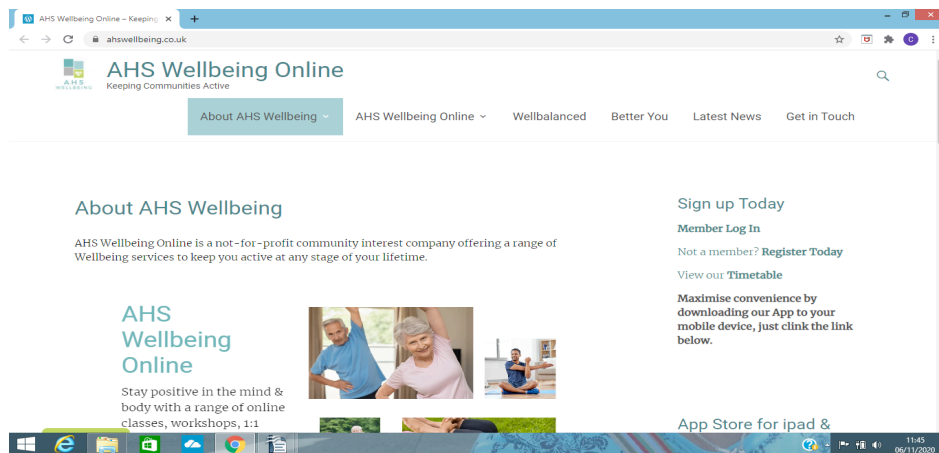 AHS Wellbeing Online – Keeping
ahswellbeing.co.uk
C
AHS
WELLBEING
AHS Wellbeing Online
Keeping Communities Active
About AHS Wellbeing
AHS Wellbeing Online
Wellbalanced
Better You
Latest News
Get in Touch
About AHS Wellbeing
AHS Wellbeing Online is a not-for-profit community interest company offering a range of
Wellbeing services to keep you active at any stage of your lifetime.
AHS
Wellbeing
Online
Stay positive in the mind &
body with a range of online
classes, workshops, 1:1
Sign up Today
Member Log In
Not a member? Register Today
View our Timetable
Maximise convenience by
downloading our App to your
mobile device, just clink the link
below.
App Store for ipad &
11:45
06/11/2020